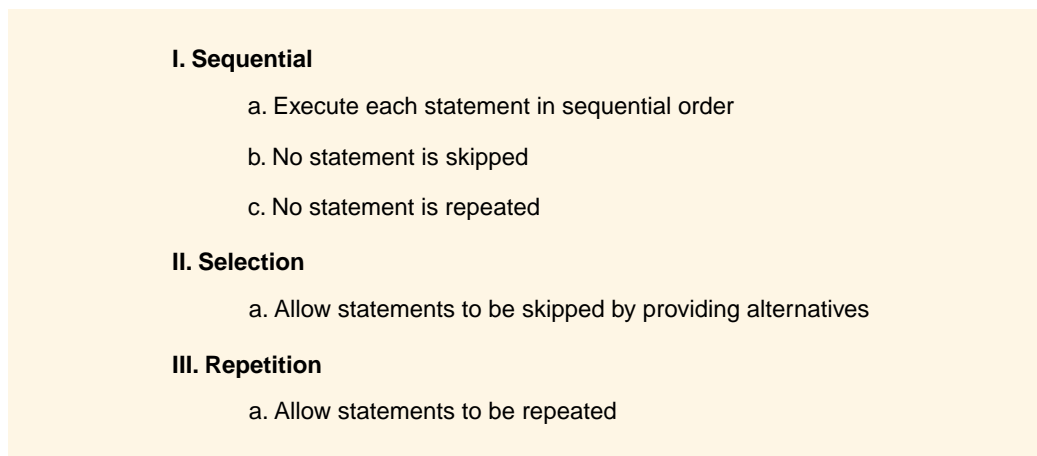 I. Sequential
a. Execute each statement in sequential order
b. No statement is skipped
c. No statement is repeated
II. Selection
a. Allow statements to be skipped by providing alternatives
III. Repetition
a. Allow statements to be repeated